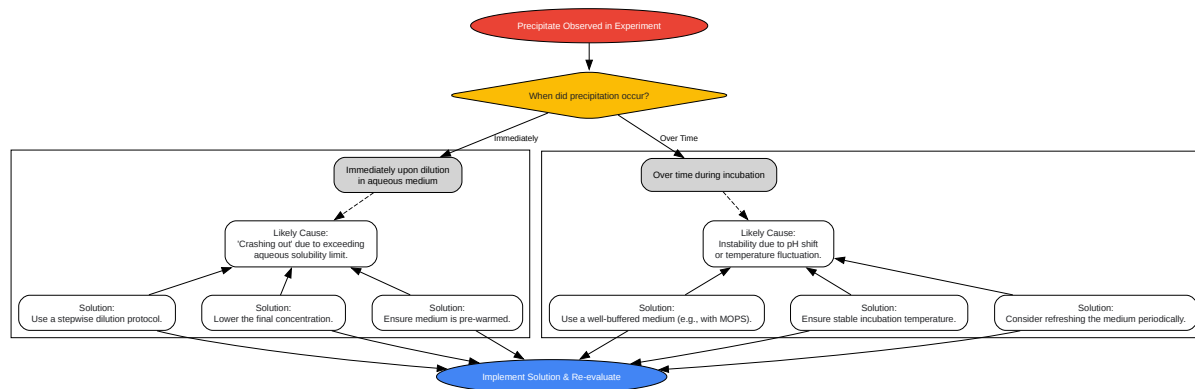 Precipitate Observed in Experiment
When did precipitation occur?
Immediately
Over Time
Immediately upon dilution
in aqueous medium
Over time during incubation
Likely Cause:
'Crashing out' due to exceeding
aqueous solubility limit.
Likely Cause:
Instability due to pH shift
or temperature fluctuation.
Solution:
Use a stepwise dilution protocol.
Solution:
Lower the final concentration.
Solution:
Ensure medium is pre-warmed.
Solution:
Use a well-buffered medium (e.g., with MOPS).
Solution:
Ensure stable incubation temperature.
Solution:
Consider refreshing the medium periodically.
Implement Solution & Re-evaluate